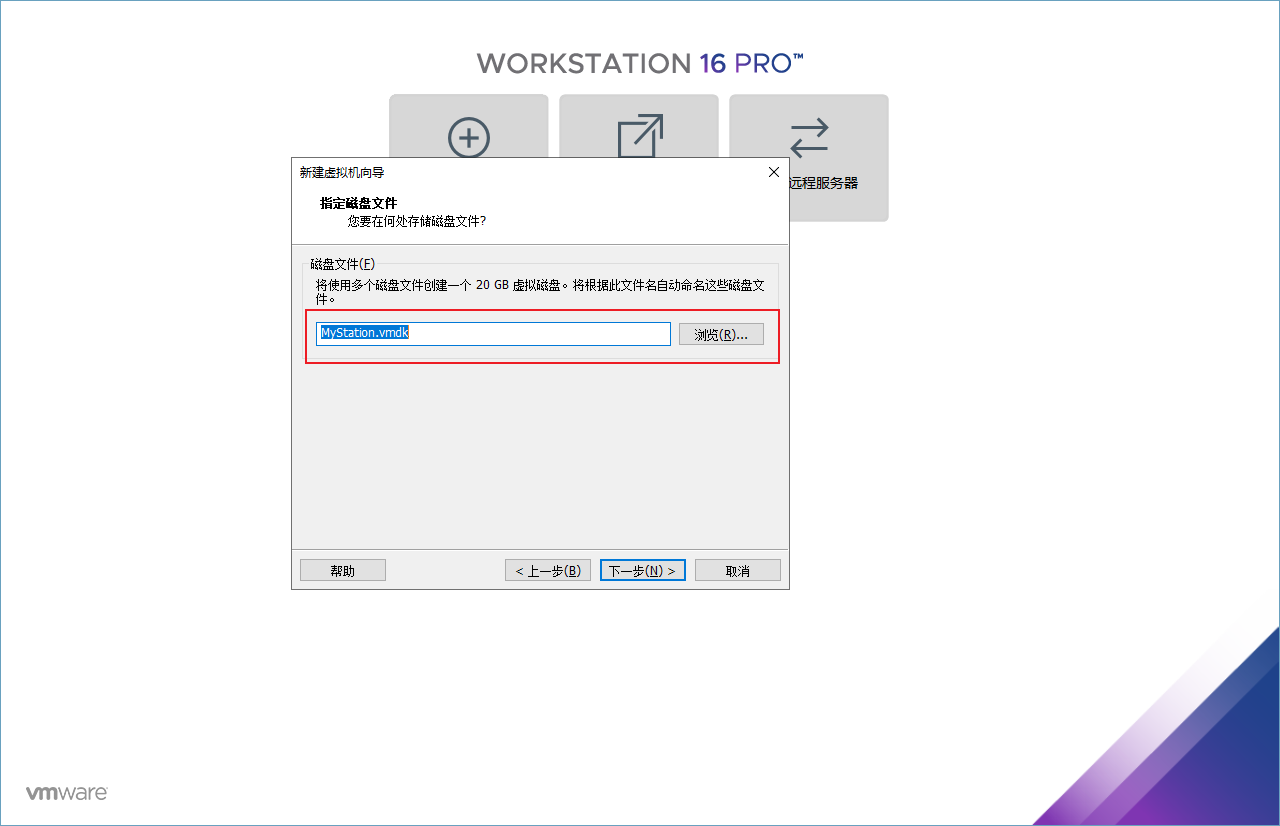 WORKSTATION 16 PRO™
远程服务器
新建虚拟机向导
指定磁盘文件
您要在何处存储磁盘文件?
磁盘文件(F)
将使用多个磁盘文件创建一个 20 GB 虚拟磁盘。将根据此文件名自动命名这些磁盘文
件。
MyStation.vmdk
浏览(R)...
帮助
< 上一步(B)
下一步(N) >
取消
vmware